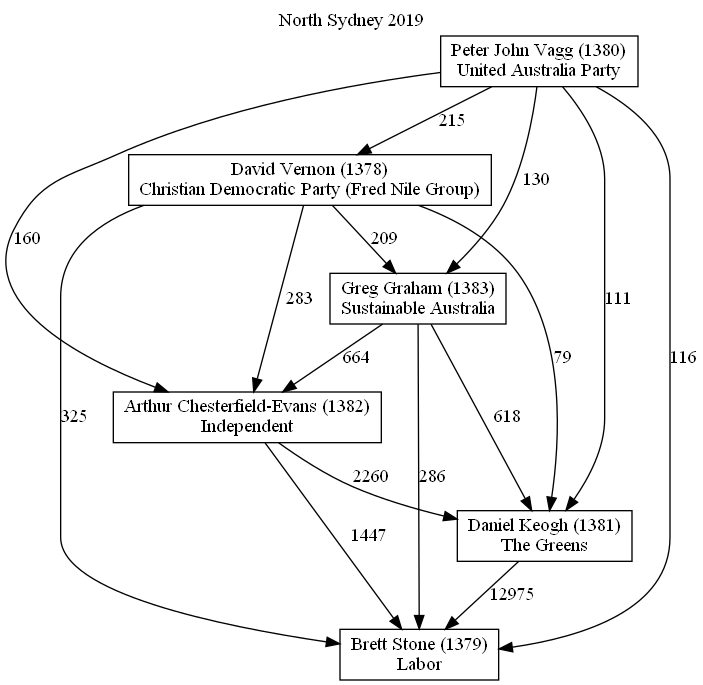 North Sydney 2019
Peter John Vagg (1380)
United Australia Party
215
David Vernon (1378)
Christian Democratic Party (Fred Nile Group)
130
160
209
Greg Graham (1383)
Sustainable Australia
283
111
664
79
116
Arthur Chesterfield-Evans (1382)
Independent
325
618
2260
286
Daniel Keogh (1381)
The Greens
1447
12975
Brett Stone (1379)
Labor